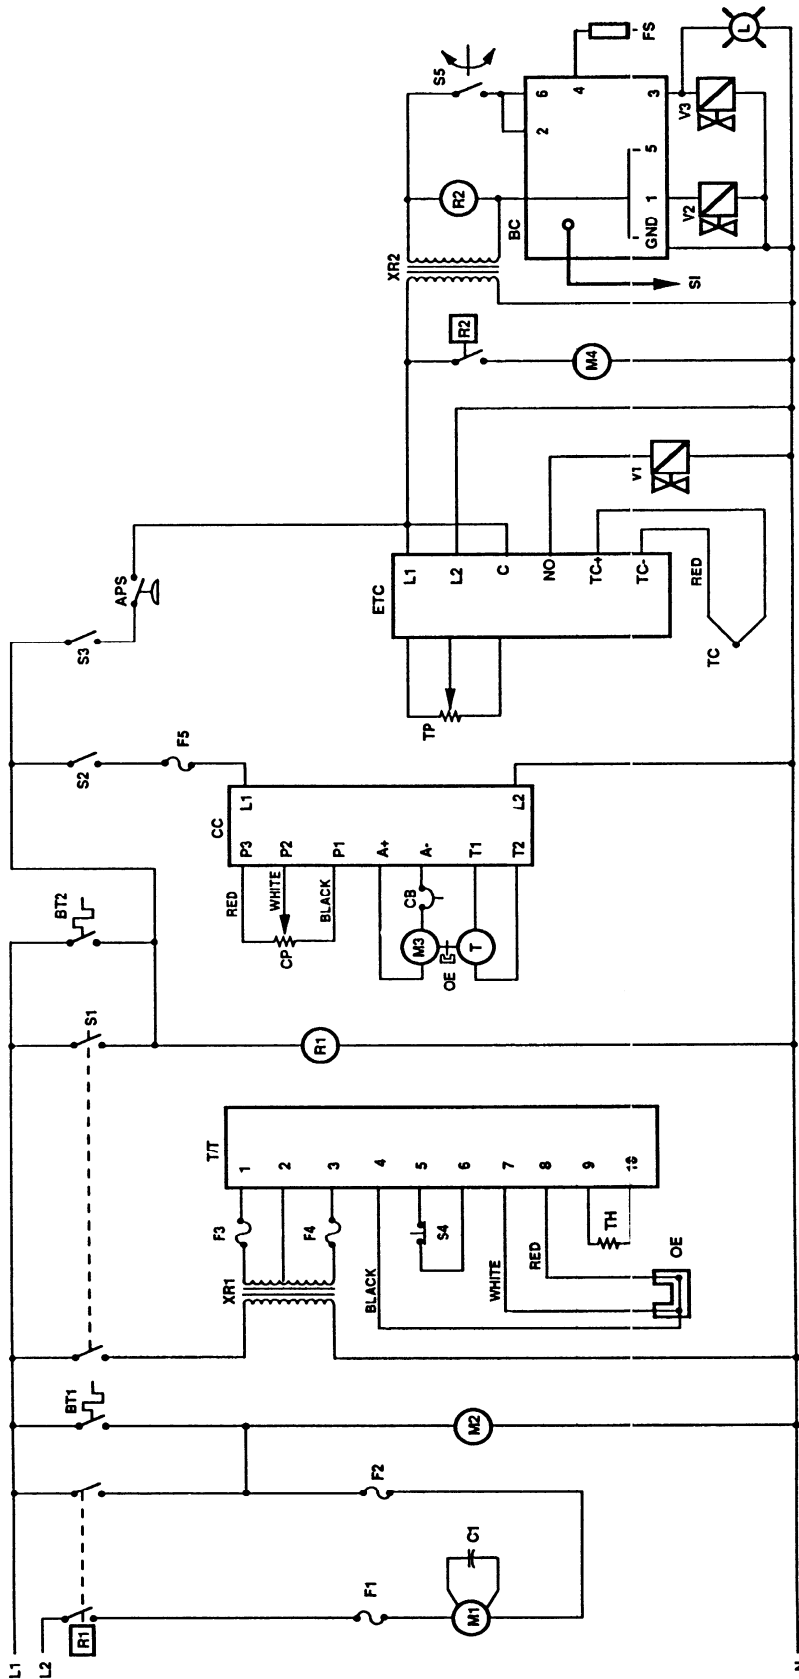 L1
L2
R1
F1
M1
C1
F2
BT1
M2
XR1
F3
F4
T/T
1
2
3
4
5
6
7
8
9
BLACK
S4
WHITE
RED
TH
OE
S1
R1
BT2
CC
P3
P2
P1
A+
A-
T1
T2
L1
L2
RED
WHITE
BLACK
CP
CB
M3
OE
T
S2
F5
S3
APS
ETC
L1
L2
C
NO
TC+
TC-
TP
RED
TC
V1
R2
M4
XR2
R2
S5
BC
2
6
4
GND
1
5
3
SI
V2
V3
FS
L